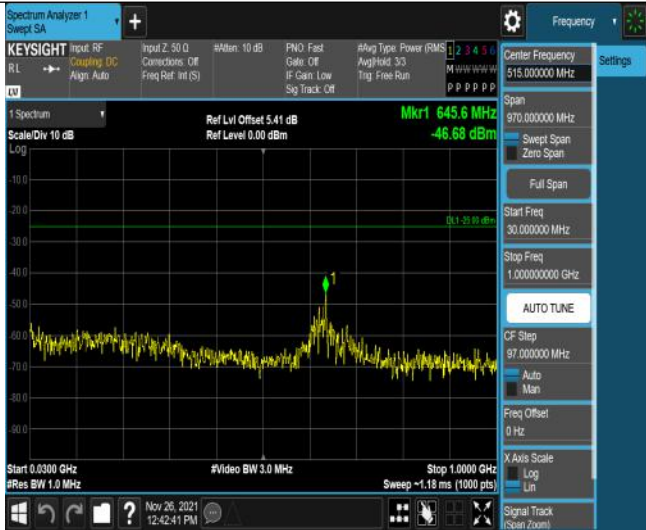 Spectrum Analyzer 1
Swept SA
Frequency
KEYSIGHT
RL
LV
Input: RF
Coupling: DC
Align: Auto
Input Z: 50 Ω
Corrections: Off
Freq Ref: Int (S)
#Atten: 10 dB
PNO: Fast
Gate: Off
IF Gain: Low
Sig Track: Off
#Avg Type: Power (RMS
Avg|Hold: 3/3
Trig: Free Run
1 2 3 4 5 6
M W W W W W
P P P P P P
Center Frequency
515.000000 MHz
Settings
1 Spectrum
Scale/Div 10 dB
Log
Ref Lvl Offset 5.41 dB
Ref Level 0.00 dBm
Mkr1 645.6 MHz
-46.68 dBm
Span
970.000000 MHz
Swept Span
Zero Span
Full Span
-10.0
-20.0
-30.0
-40.0
-50.0
-60.0
-70.0
-80.0
-90.0
DL1 -25.00 dBm
1
Start Freq
30.000000 MHz
Stop Freq
1.000000000 GHz
AUTO TUNE
CF Step
97.000000 MHz
Auto
Man
Freq Offset
0 Hz
X Axis Scale
Log
Lin
Signal Track
(Span Zoom)
Start 0.0300 GHz
#Res BW 1.0 MHz
#Video BW 3.0 MHz
Stop 1.0000 GHz
Sweep ~1.18 ms (1000 pts)
?
Nov 26, 2021
12:42:41 PM